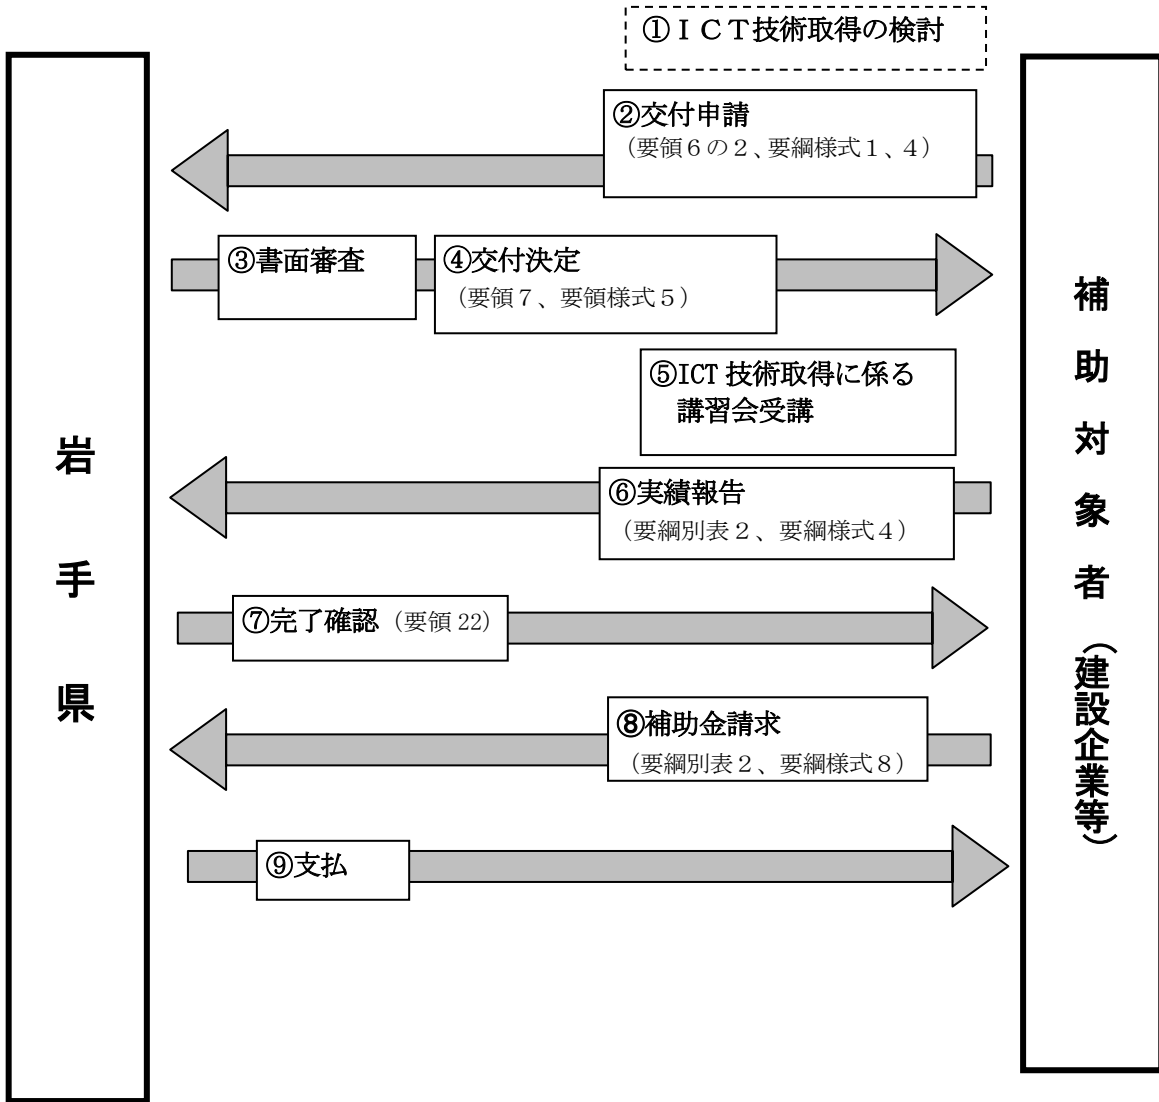 ①ＩＣＴ技術取得の検討
②交付申請
（要領６の２、要綱様式１、４）
③書面審査
④交付決定
（要領７、要領様式５）
⑤ICT 技術取得に係る
講習会受講
⑥実績報告
（要綱別表２、要綱様式４）
⑦完了確認（要領 22）
⑧補助金請求
（要綱別表２、要綱様式８）
⑨支払
岩手県
補助対象者（建設企業等）